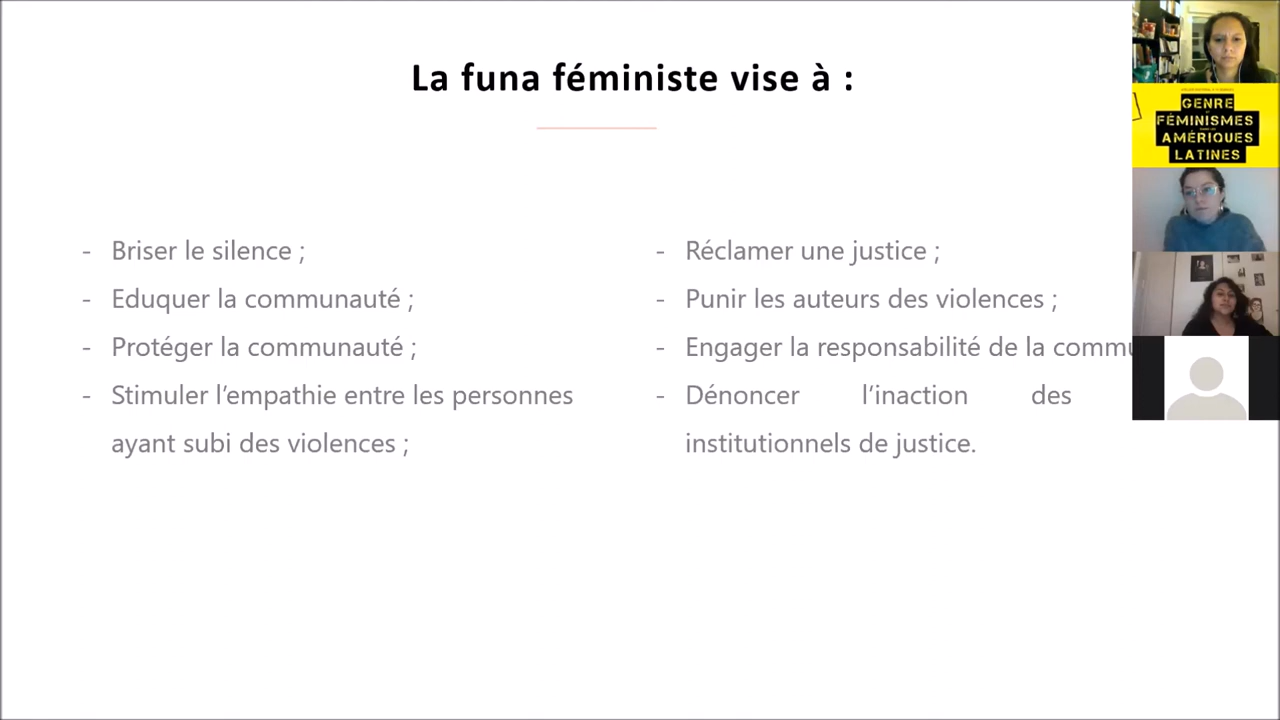 La funa féministe vise à :
- Briser le silence ;
- Eduquer la communauté ;
- Protéger la communauté ;
- Stimuler l’empathie entre les personnes
ayant subi des violences ;
- Réclamer une justice ;
- Punir les auteurs des violences ;
- Engager la responsabilité de la commu
- Dénoncer l’inaction des
institutionnels de justice.
GENRE
FÉMINISMES
AMÉRIQUES
LATINES